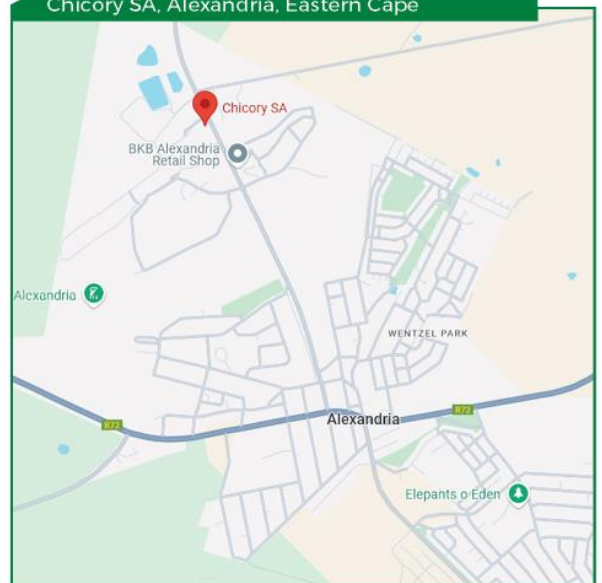 Chicory SA, Alexandria, Eastern Cape
Chicory SA
BKB Alexandria
Retail Shop
Alexandria
WENTZEL PARK
R72
Alexandria
R72
Elepants o Eden